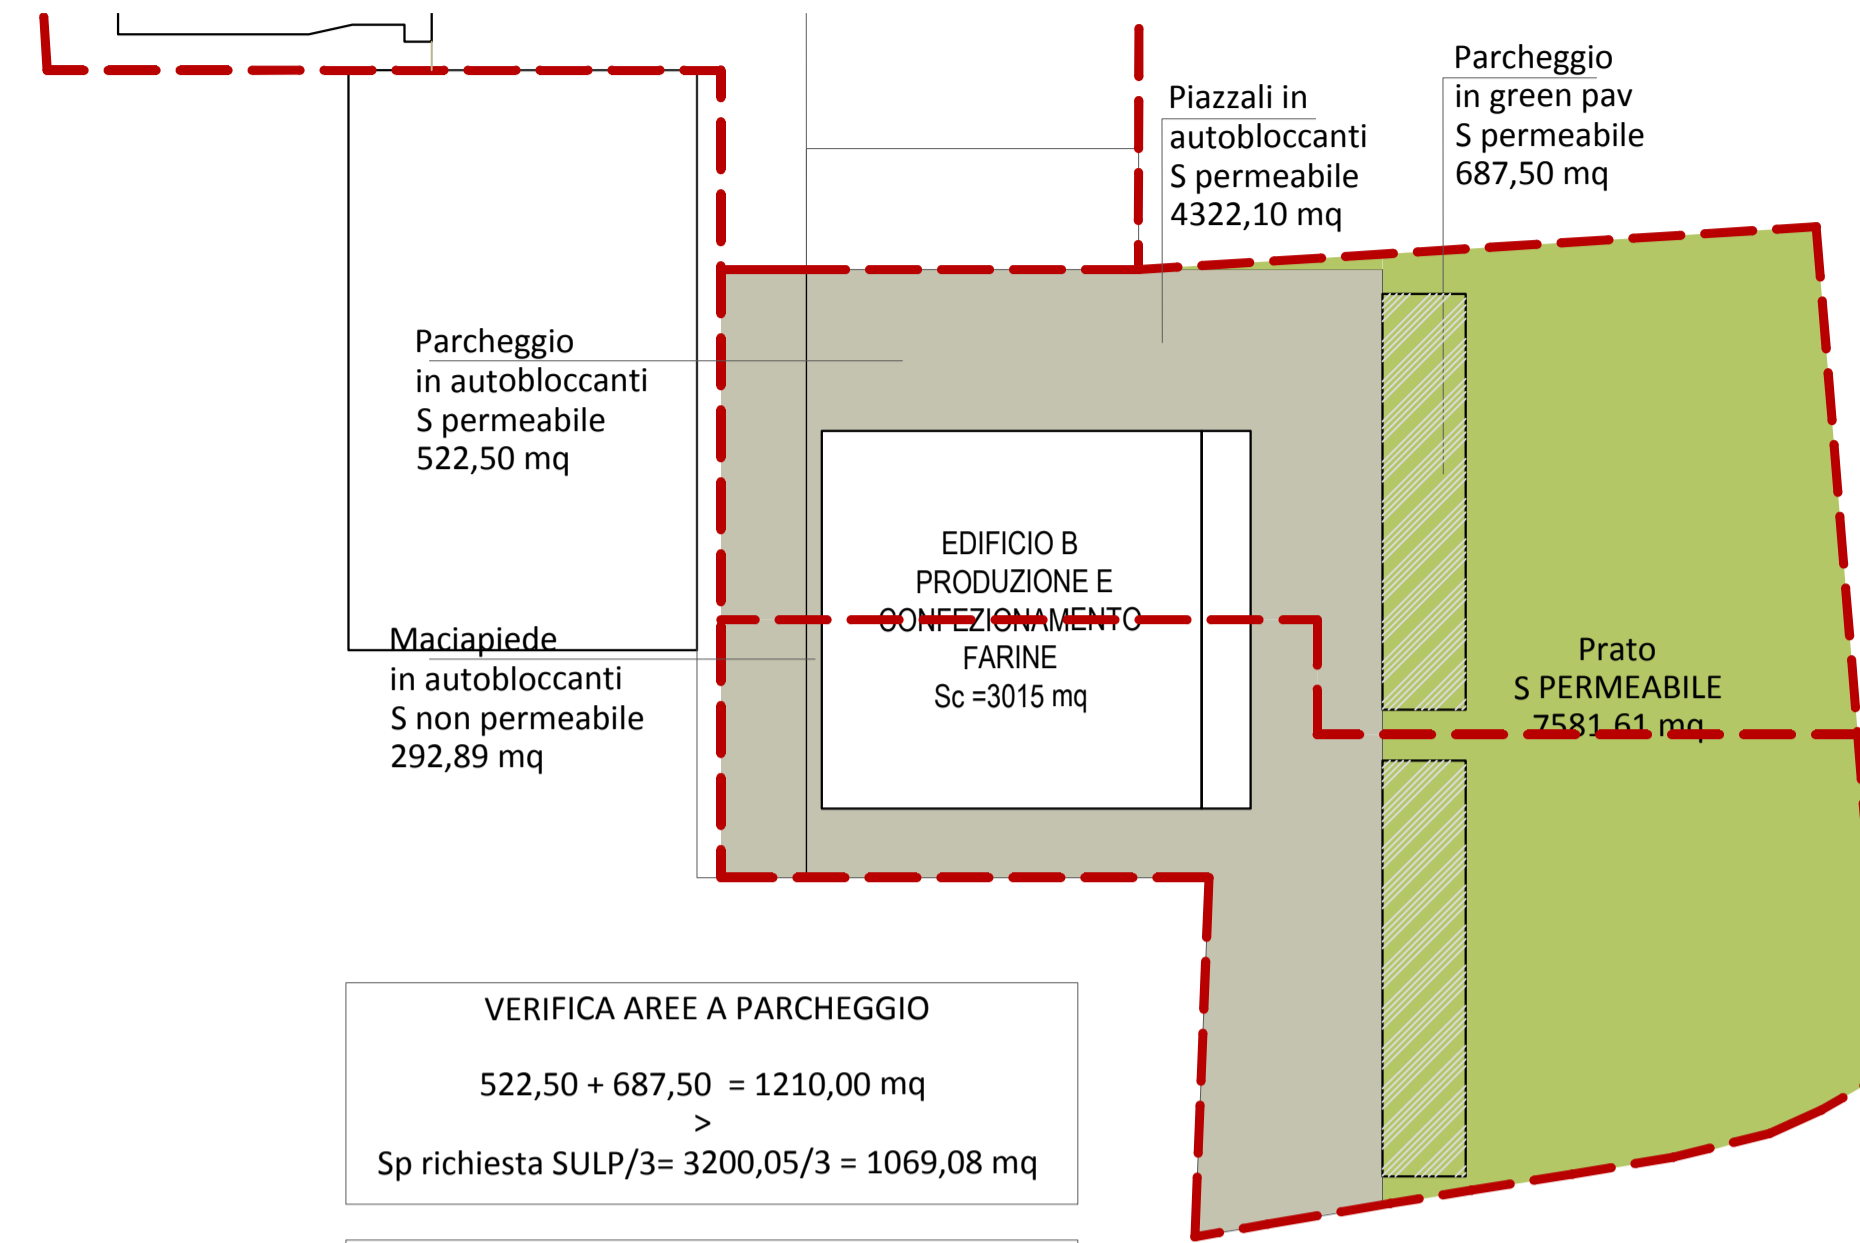 Parcheggio
in green pav
S permeabile
687,50 mq
Piazzali in
autobloccanti
S permeabile
4322,10 mq
Parcheggio
in autobloccanti
S permeabile
522,50 mq
EDIFICIO B
PRODUZIONE E
CONFEZIONAMENTO
FARINE
Sc =3015 mq
Maciapiede
in autobloccanti
S non permeabile
292,89 mq
Prato
S PERMEABILE
7581,61 mq
VERIFICA AREE A PARCHEGGIO
522,50 + 687,50 = 1210,00 mq
>
Sp richiesta SULP/3= 3200,05/3 = 1069,08 mq